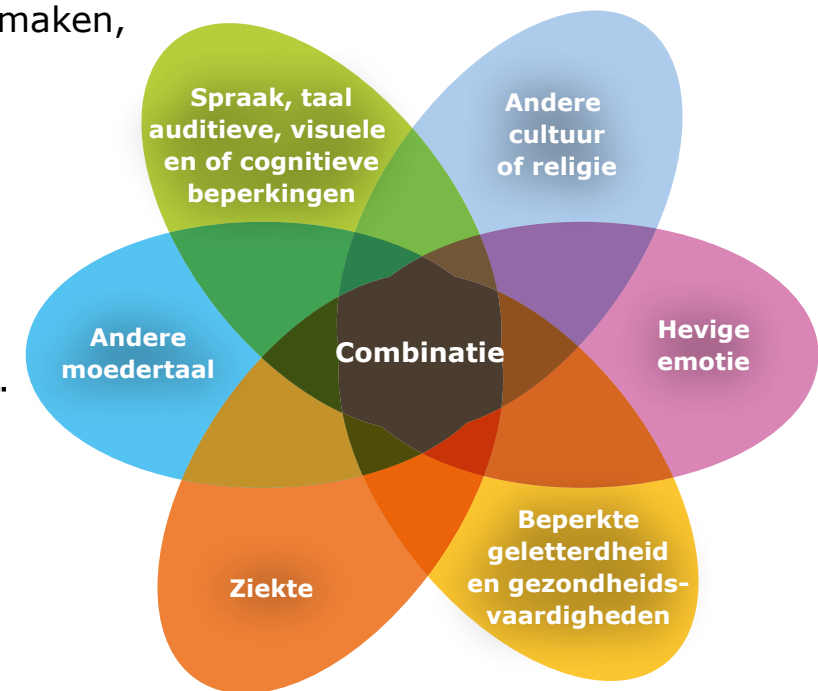 maken,
Spraak, taal
auditieve, visuele
en of cognitieve
beperkingen
Andere
cultuur
of religie
Andere
moedertaal
Combinatie
Hevige
emotie
.
Ziekte
Beperkte
geletterdheid
en gezondheids-
vaardigheden